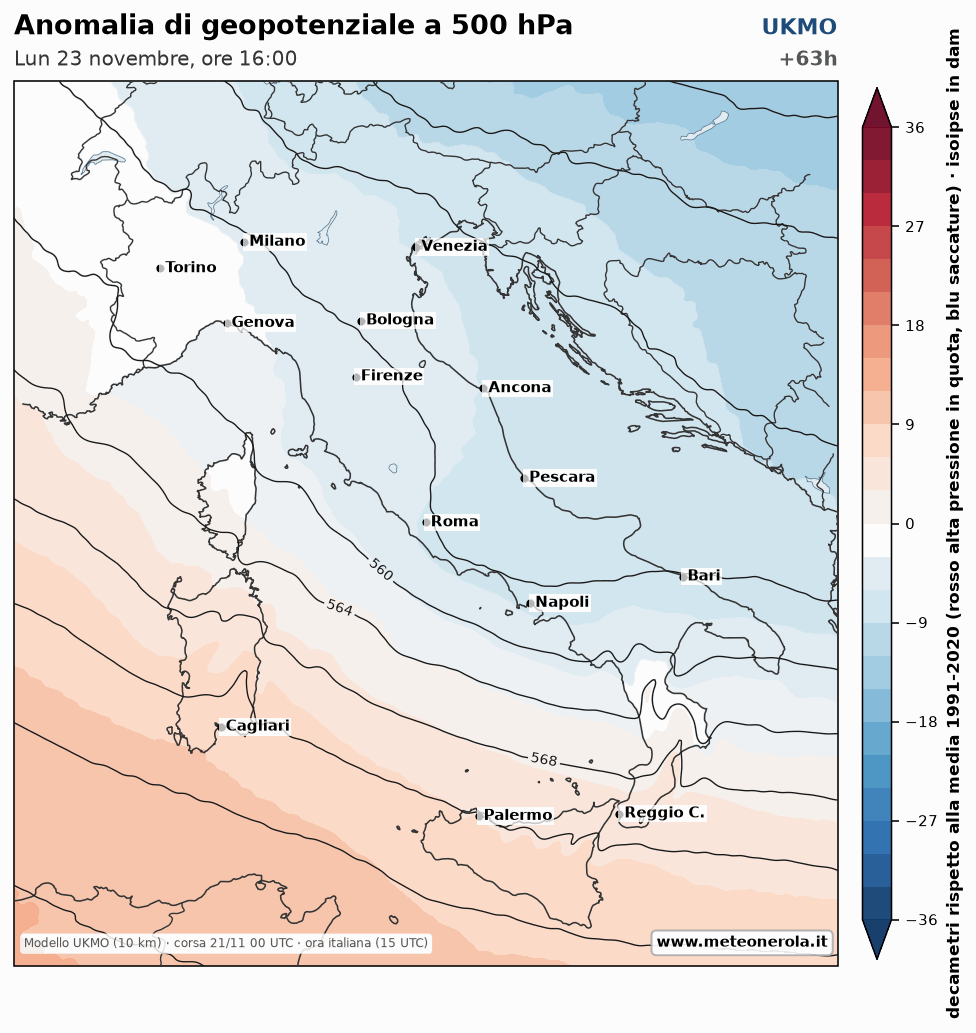 Anomalia di geopotenziale a 500 hPa
UKMO
Lun 23 novembre, ore 16:00
+63h
Milano
Venezia
Torino
Genova
Bologna
Firenze
Ancona
Pescara
Roma
Bari
560
Napoli
564
Cagliari
568
Palermo
Reggio C.
Modello UKMO (10 km) · corsa 21/11 00 UTC · ora italiana (15 UTC)
www.meteonerola.it
36
27
18
9
0
−9
−18
−27
−36
decametri rispetto alla media 1991-2020 (rosso alta pressione in quota, blu saccature) · isoipse in dam